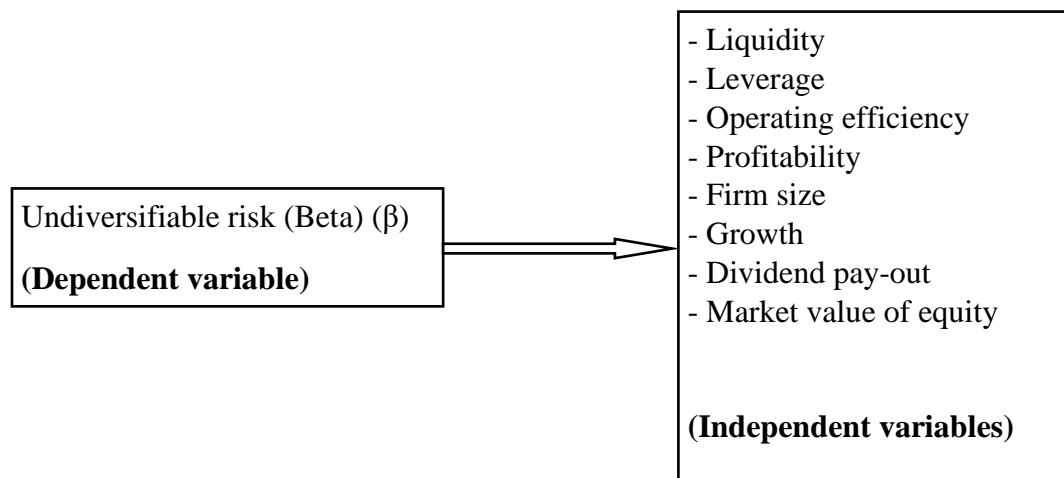 Undiversifiable risk (Beta) (β)
(Dependent variable)
- Liquidity
- Leverage
- Operating efficiency
- Profitability
- Firm size
- Growth
- Dividend pay-out
- Market value of equity
(Independent variables)